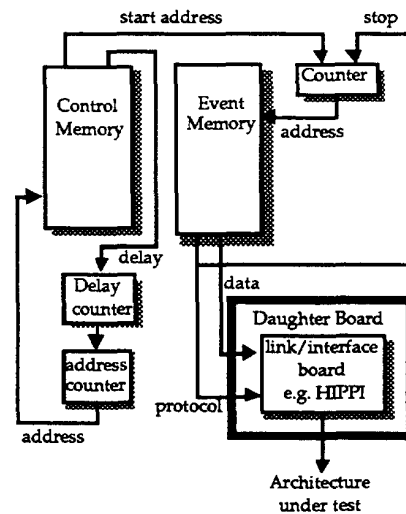 start address
stop
Counter
Control
Memory
Event
Memory
address
delay
data
Delay
counter
Daughter Board
link/interface
board
e.g. HIPPI
address
counter
protocol
address
Architecture
under test